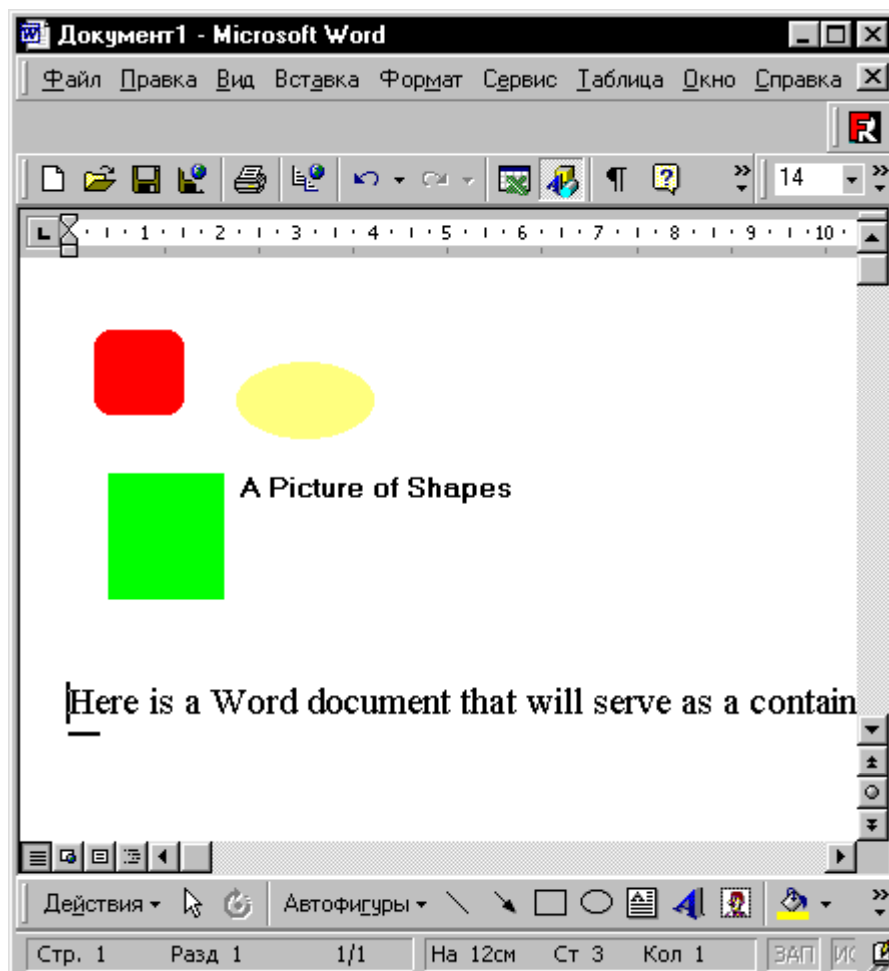 Документ1 - Microsoft Word
Файл Правка Вид Вставка Формат Сервис Таблица Окно Справка
14
1 2 3 4 5 6 7 8 9 10
A Picture of Shapes
Here is a Word document that will serve as a contain
Действия Автофигуры
Стр. 1 Разд 1 1/1 На 12см Ст 3 Кол 1 ЗАП ИС